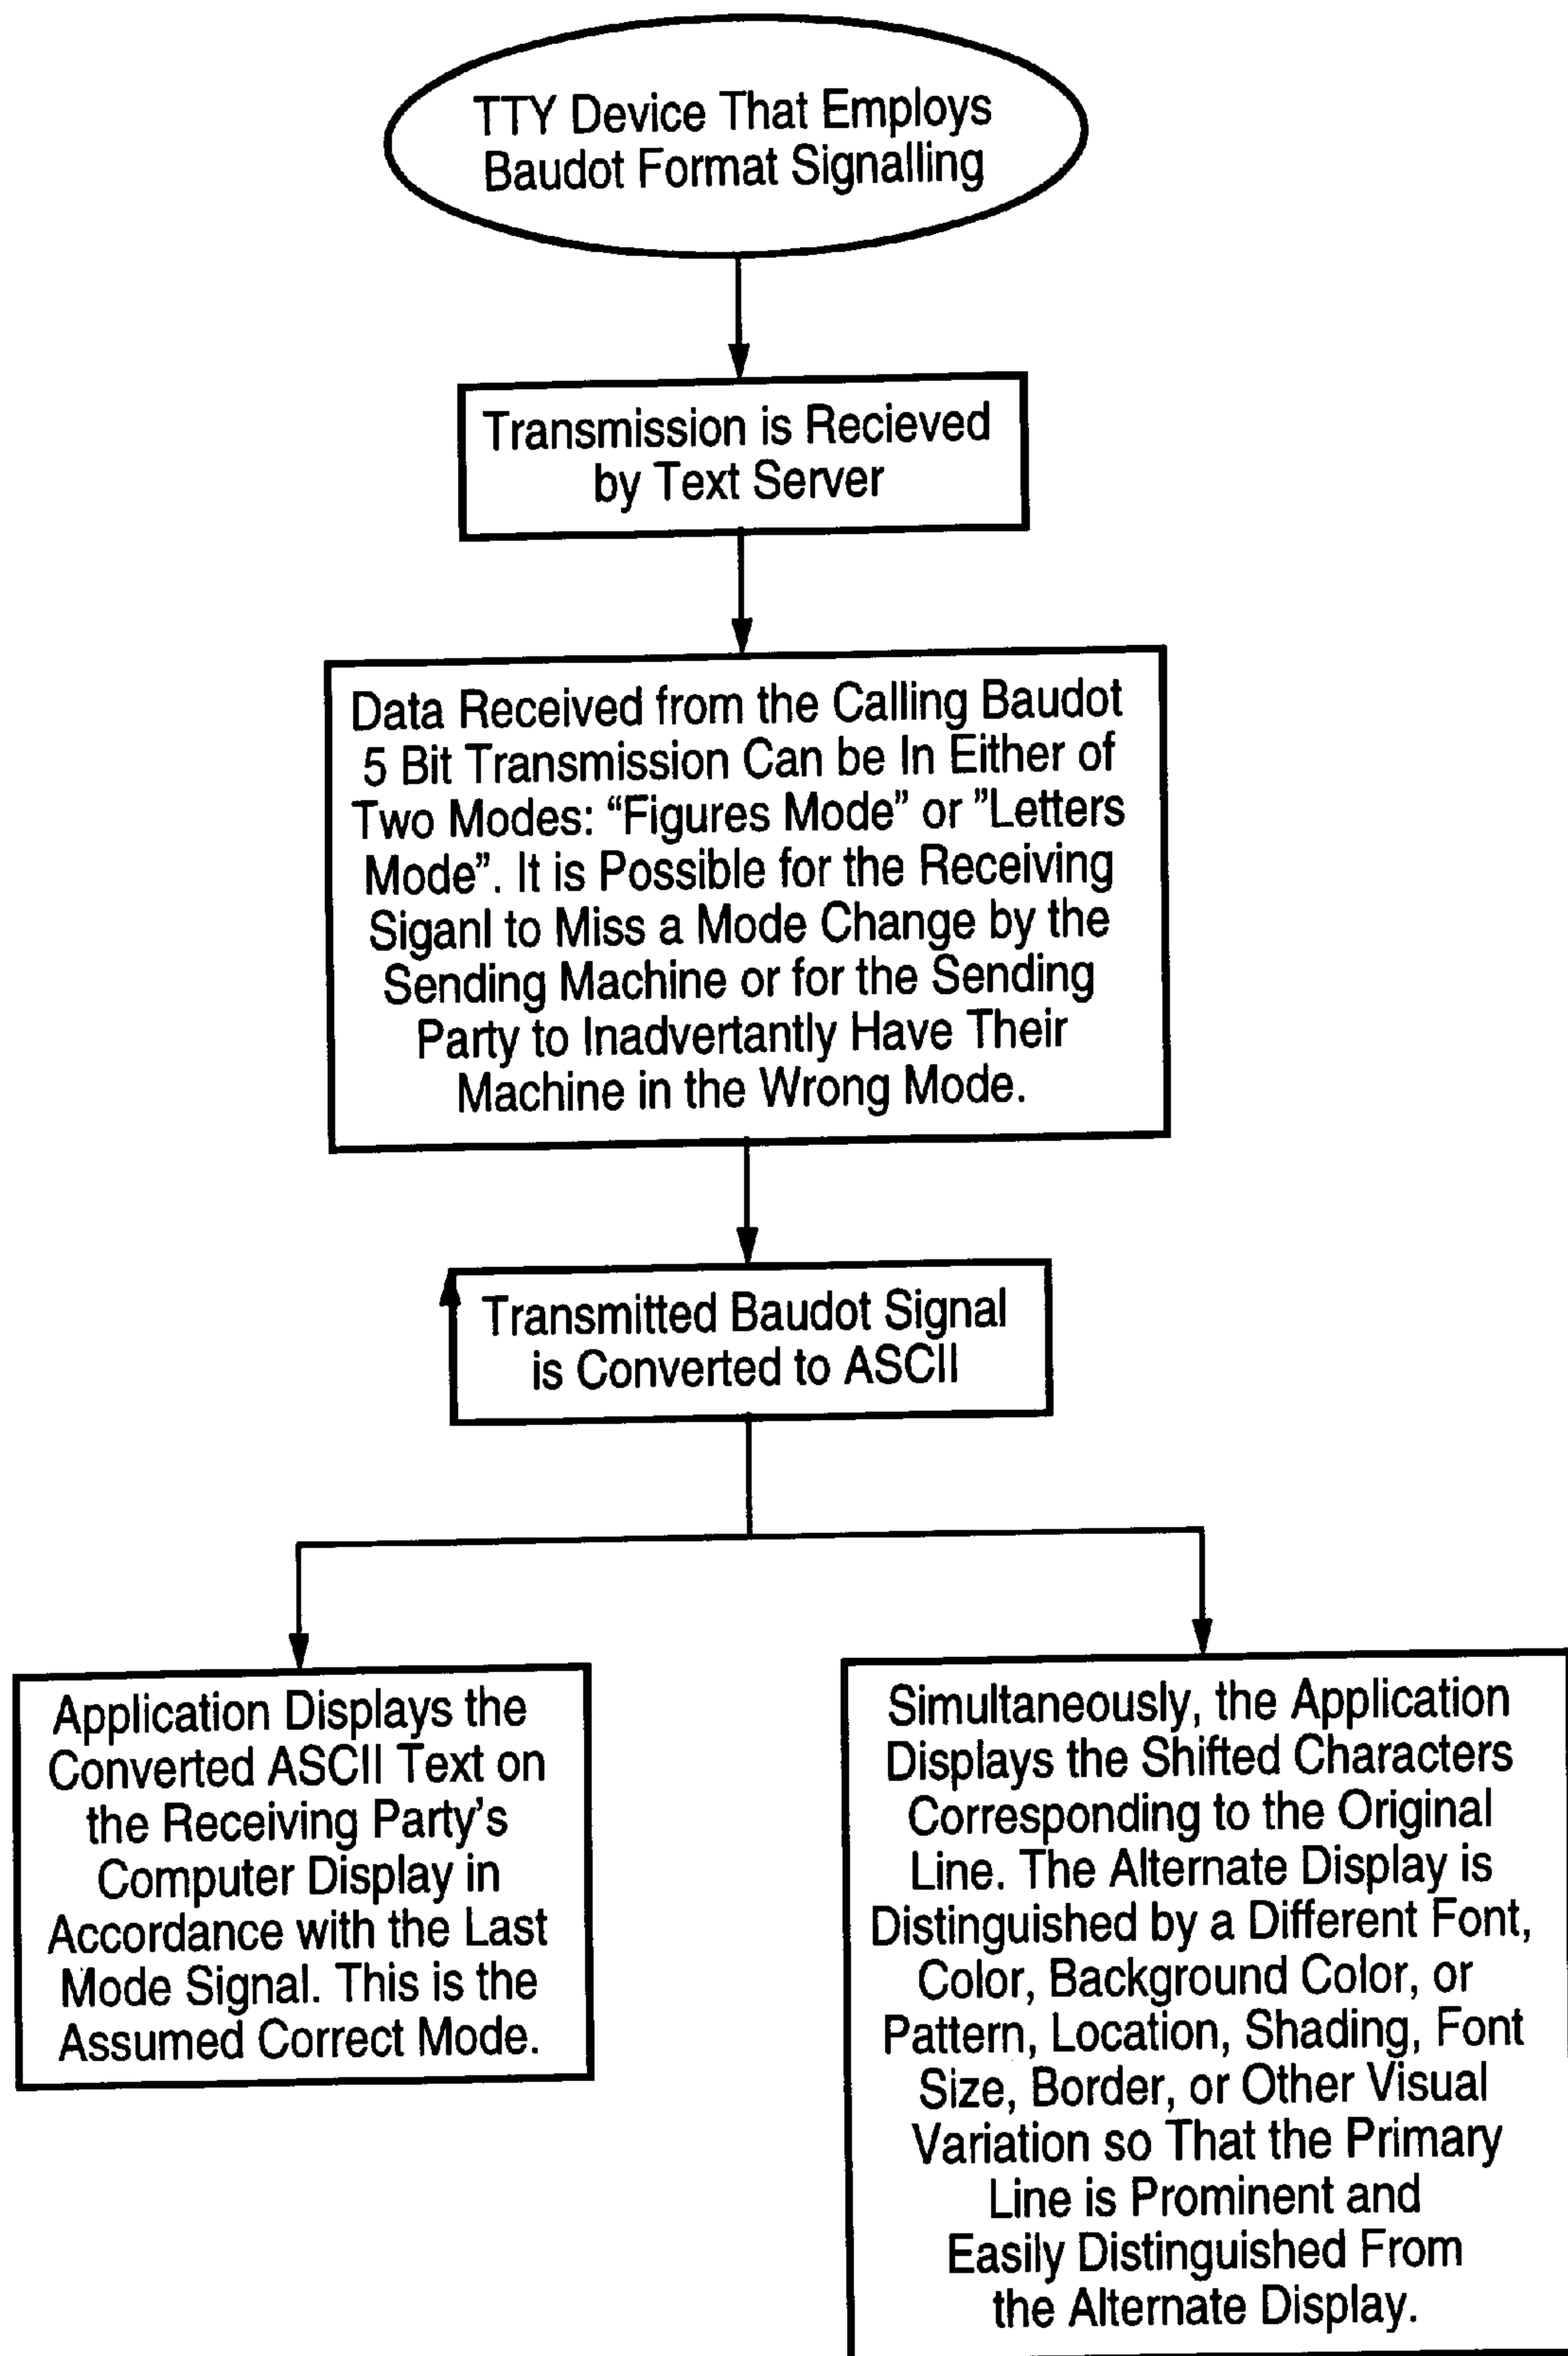 TTY Device That Employs
Baudot Format Signalling
Transmission is Recieved
by Text Server
Data Received from the Calling Baudot
5 Bit Transmission Can be In Either of
Two Modes: “Figures Mode” or ”Letters
Mode”. It is Possible for the Receiving
Siganl to Miss a Mode Change by the
Sending Machine or for the Sending
Party to Inadvertantly Have Their
Machine in the Wrong Mode.
Transmitted Baudot Signal
is Converted to ASCII
Application Displays the
Converted ASCII Text on
the Receiving Party’s
Computer Display in
Accordance with the Last
Mode Signal. This is the
Assumed Correct Mode.
Simultaneously, the Application
Displays the Shifted Characters
Corresponding to the Original
Line. The Alternate Display is
Distinguished by a Different Font,
Color, Background Color, or
Pattern, Location, Shading, Font
Size, Border, or Other Visual
Variation so That the Primary
Line is Prominent and
Easily Distinguished From
the Alternate Display.